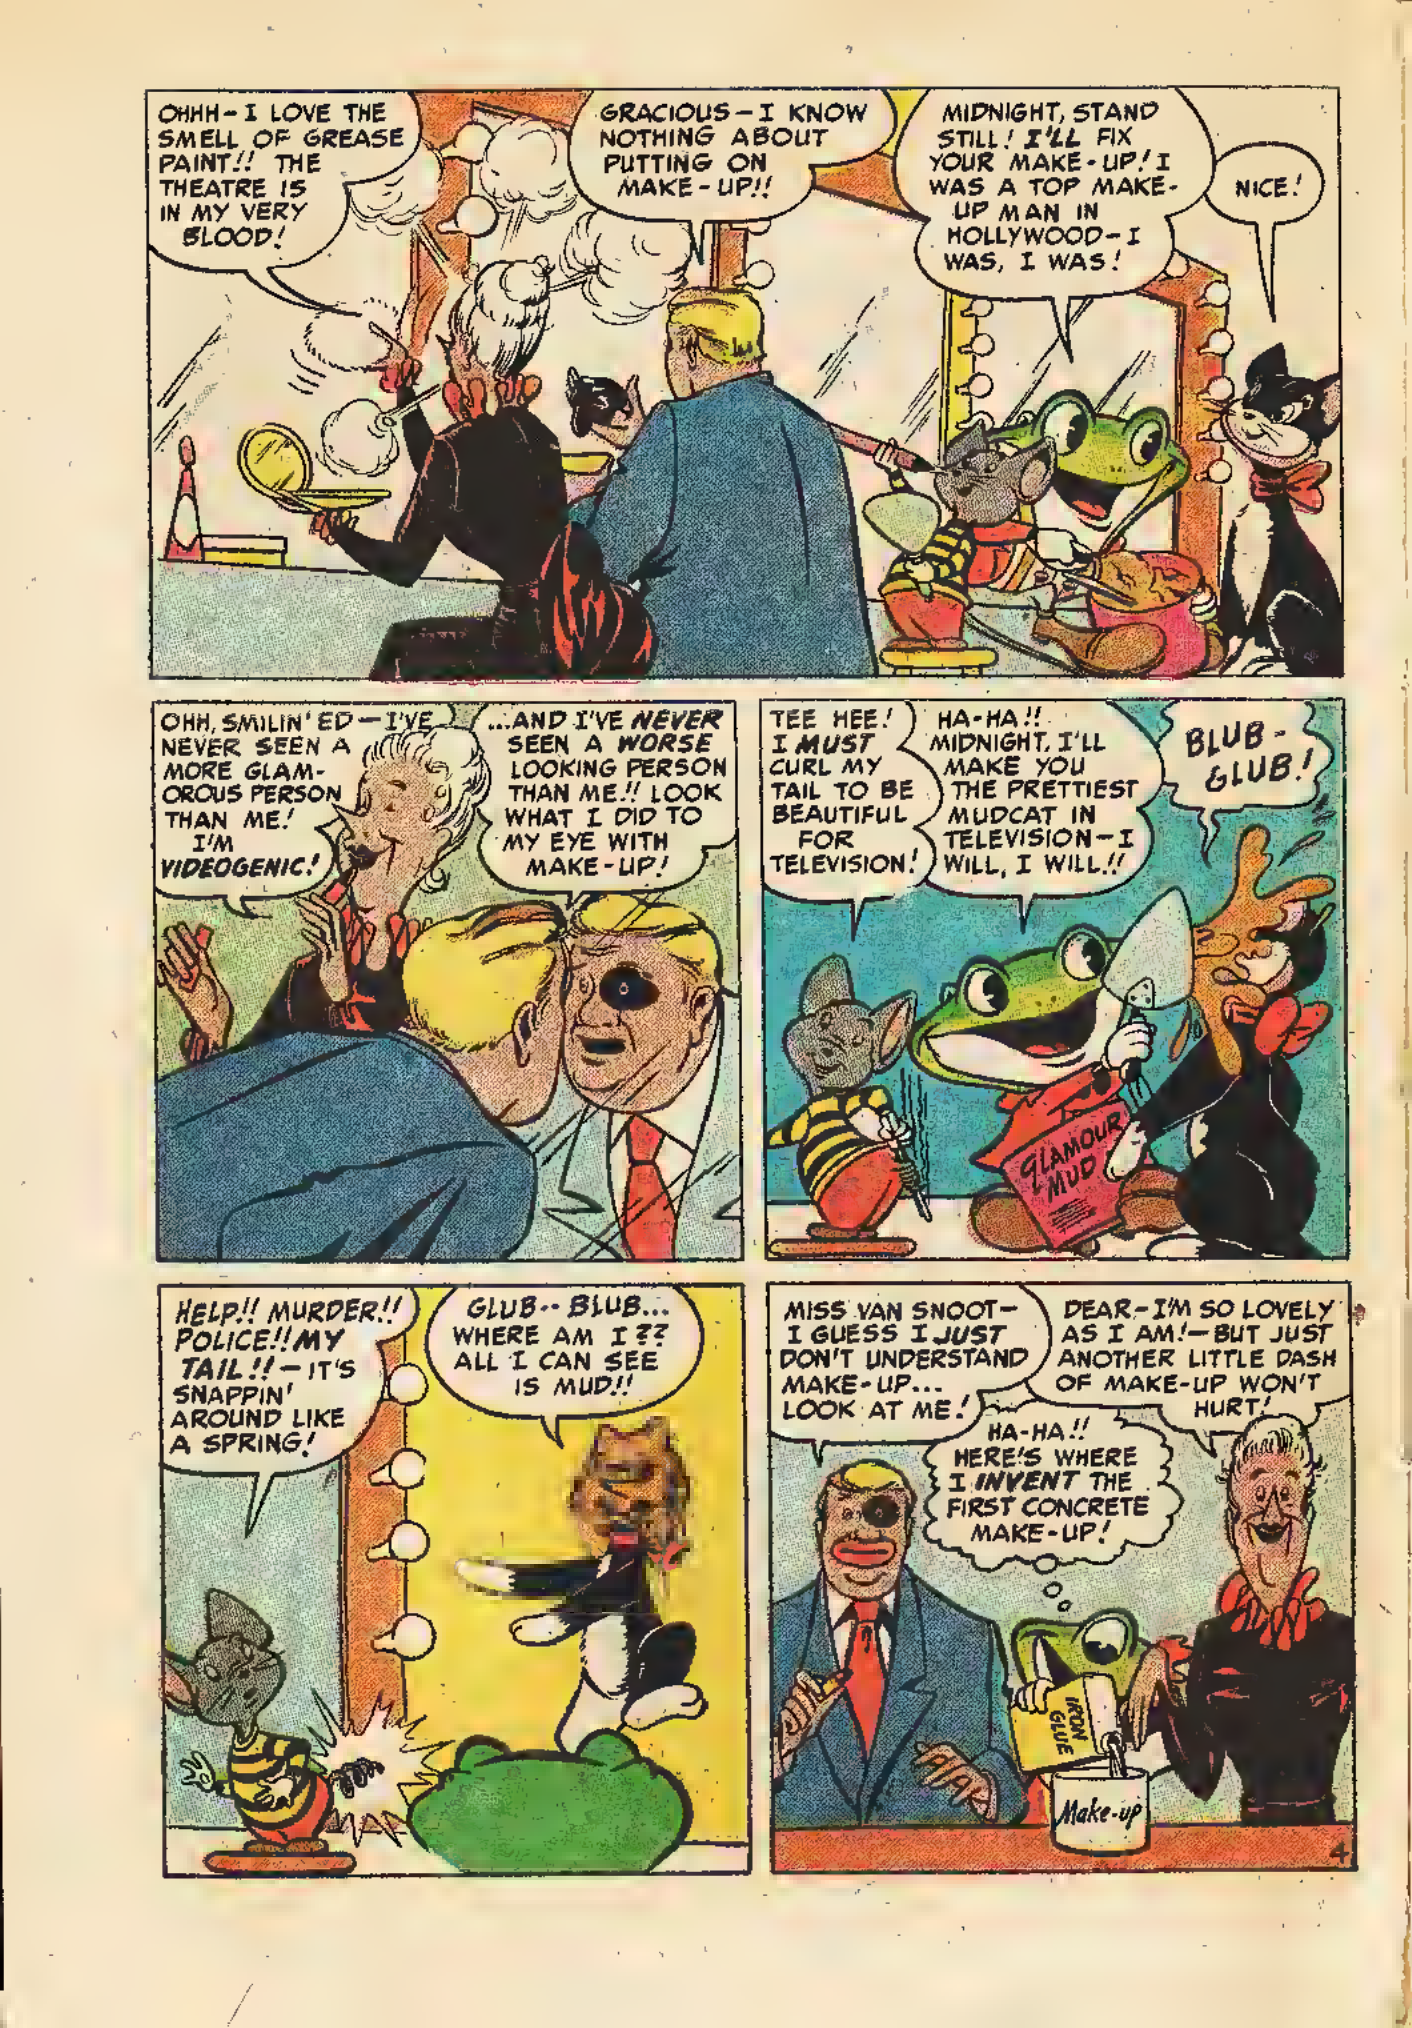 OHHH-I LOVE THE
SMELL OF GREASE
PAINT!! THE
THEATRE IS
IN MY VERY
BLOOD!
GRACIOUS-I KNOW
NOTHING ABOUT
PUTTING ON
MAKE-UP!!
MIDNIGHT, STAND
STILL! I'LL FIX
YOUR MAKE-UP! I
WAS A TOP MAKE-
UP MAN IN
HOLLYWOOD-I
WAS, I WAS!
NICE!
OHH, SMILIN' ED-I'VE
NEVER SEEN A
MORE GLAM-
OROUS PERSON
THAN ME!
I'M
VIDEOGENIC!
...AND I'VE NEVER
SEEN A WORSE
LOOKING PERSON
THAN ME!! LOOK
WHAT I DID TO
MY EYE WITH
MAKE-UP!
TEE HEE!
I MUST
CURL MY
TAIL TO BE
BEAUTIFUL
FOR
TELEVISION!
HA-HA!!
MIDNIGHT, I'LL
MAKE YOU
THE PRETTIEST
MUDCAT IN
TELEVISION-I
WILL, I WILL!!
BLUB-
GLUB!
GLAMOUR
MUD
HELP!! MURDER!!
POLICE!! MY
TAIL!!-IT'S
SNAPPIN'
AROUND LIKE
A SPRING!
GLUB-- BLUB...
WHERE AM I??
ALL I CAN SEE
IS MUD!!
MISS VAN SNOOT-
I GUESS I JUST
DON'T UNDERSTAND
MAKE-UP...
LOOK AT ME!
DEAR-I'M SO LOVELY
AS I AM!-BUT JUST
ANOTHER LITTLE DASH
OF MAKE-UP WON'T
HURT!
HA-HA!!
HERE'S WHERE
I INVENT THE
FIRST CONCRETE
MAKE-UP!
IRON
GLUE
Make-up
4